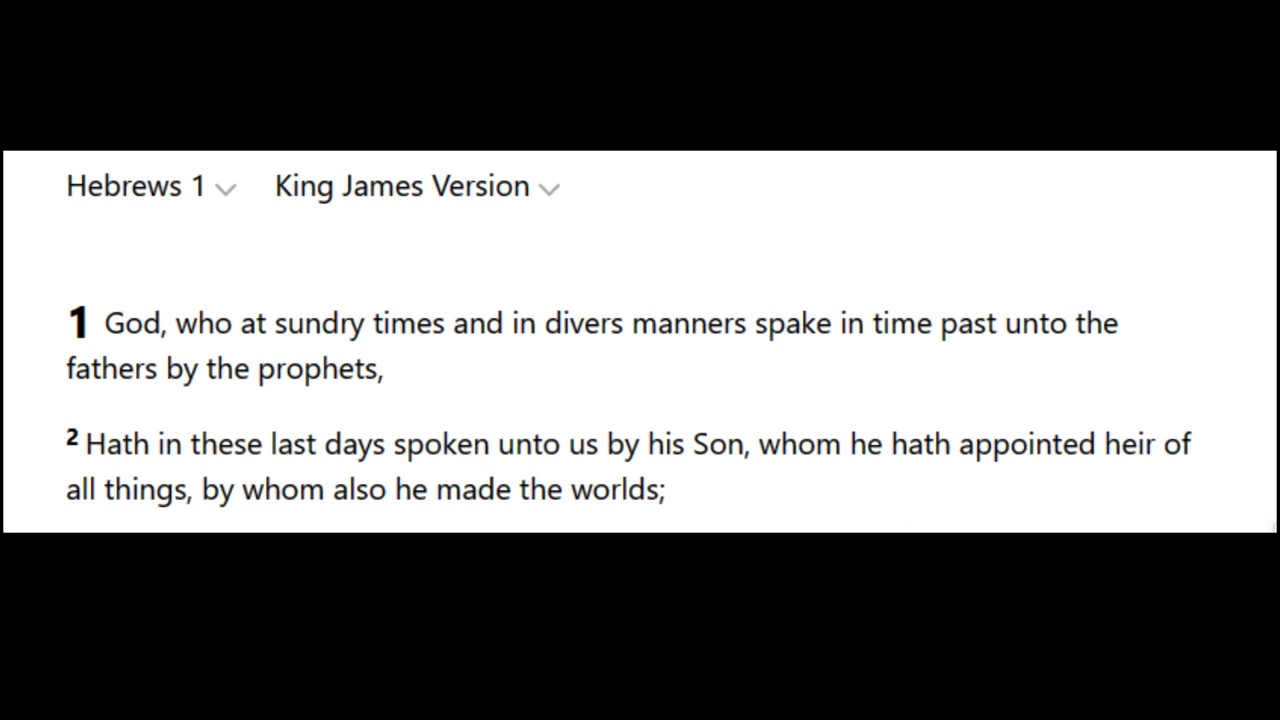 Hebrews 1 King James Version
1 God, who at sundry times and in divers manners spake in time past unto the
fathers by the prophets,
2 Hath in these last days spoken unto us by his Son, whom he hath appointed heir of
all things, by whom also he made the worlds;